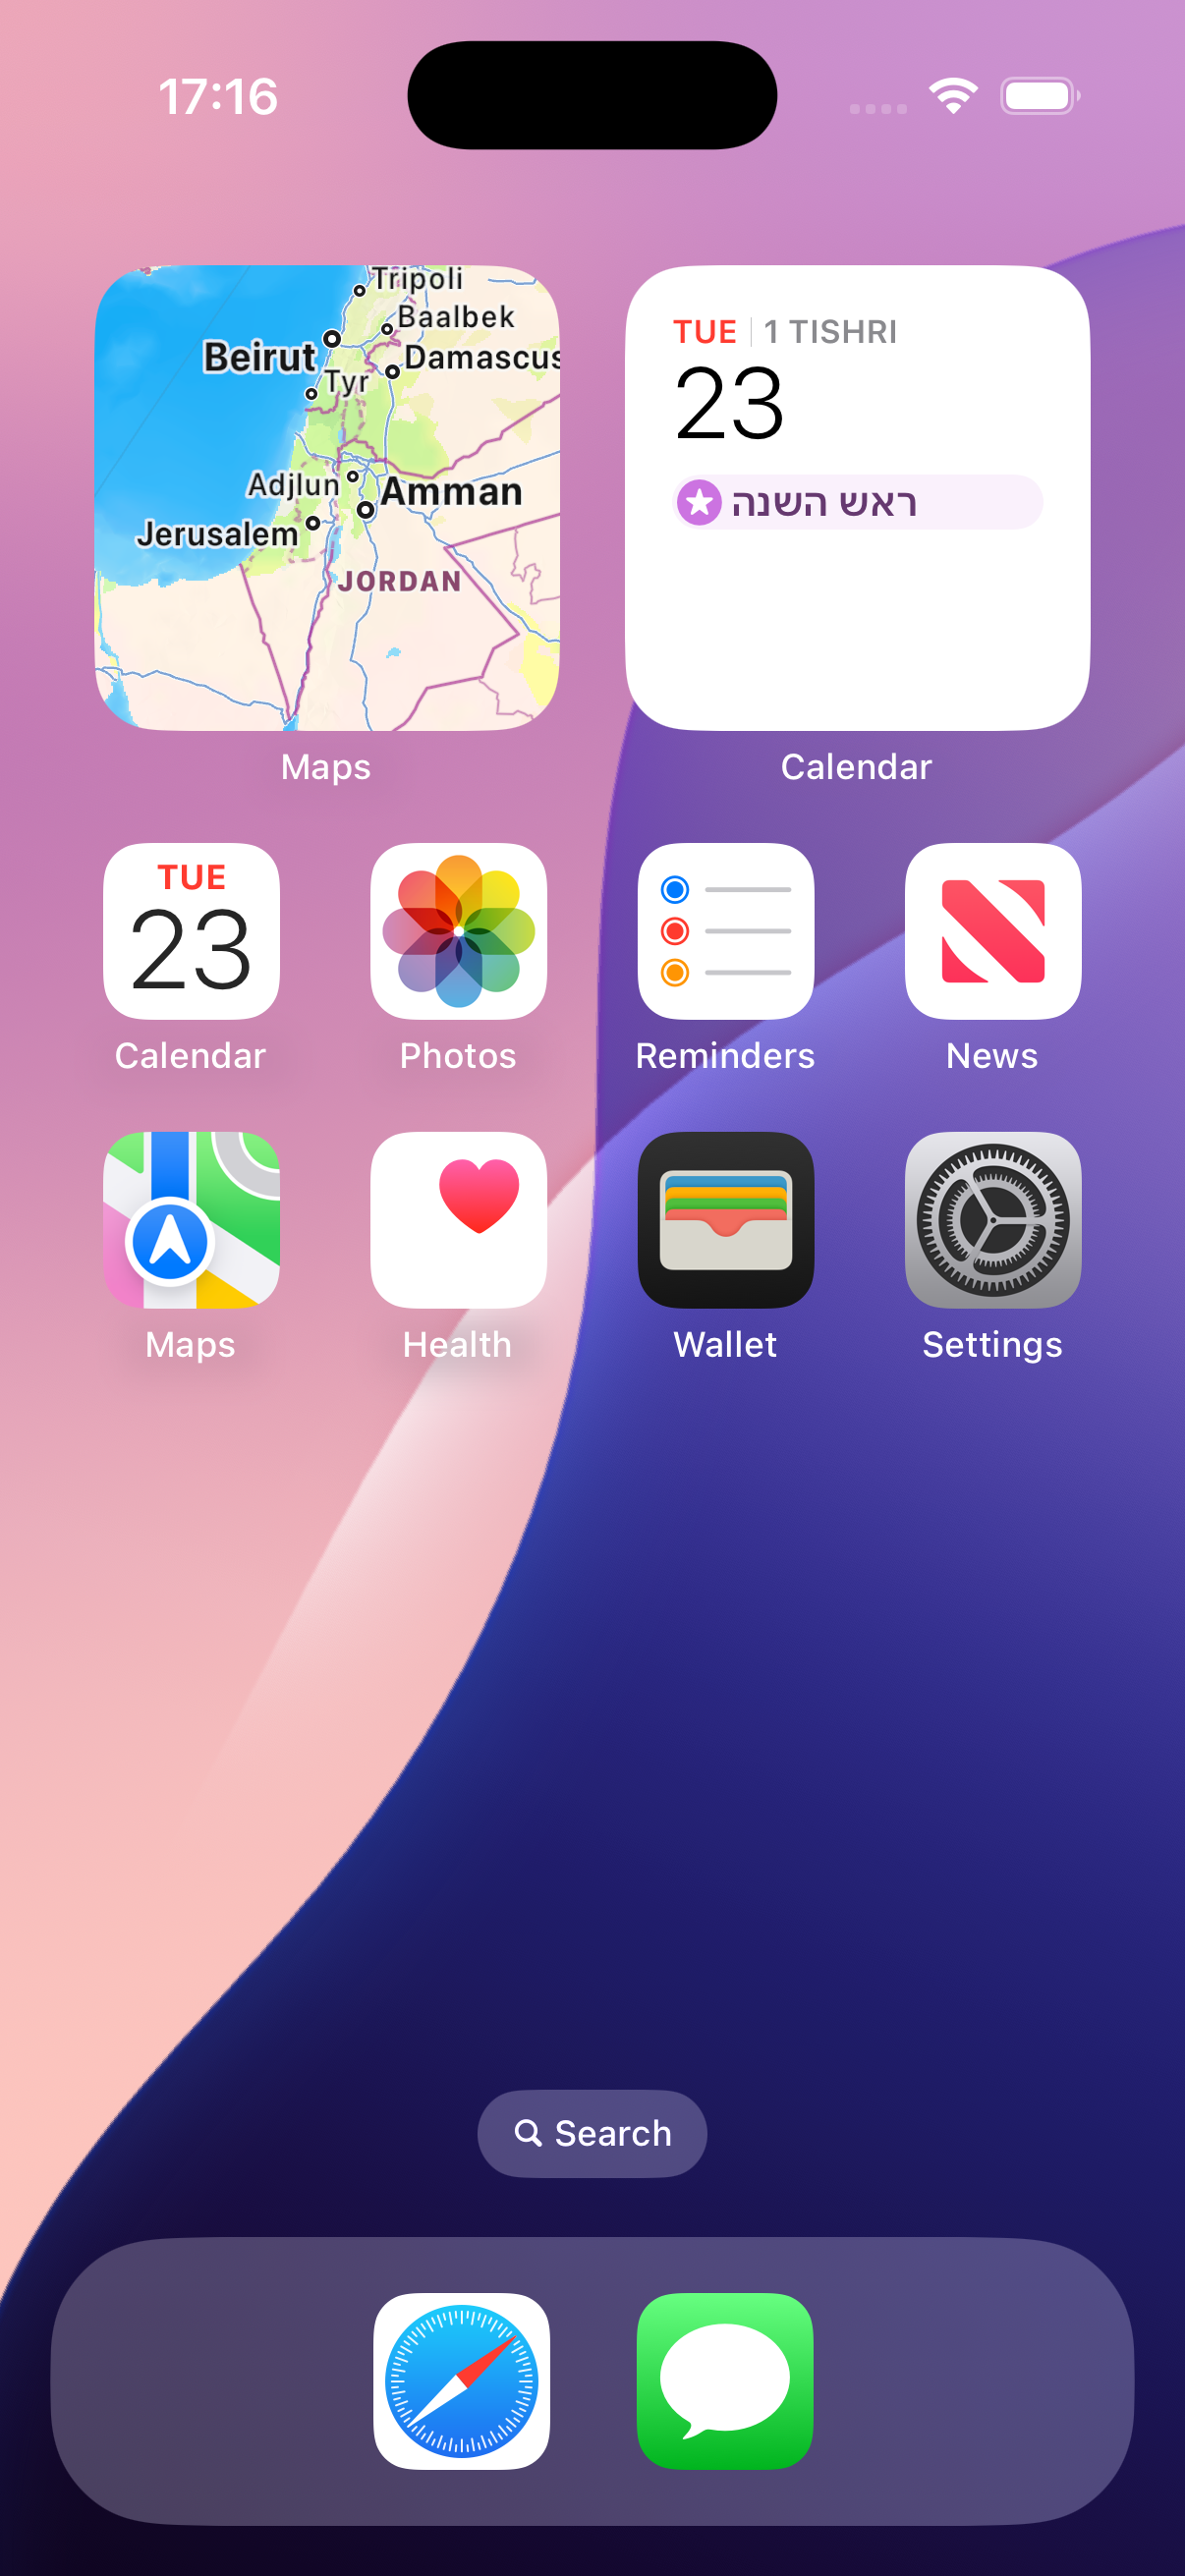 17:16
Tripoli
Baalbek
Beirut
Damascus
Tyr
Adjlun
Amman
Jerusalem
JORDAN
TUE 1 TISHRI
23
ראש השנה
Maps
Calendar
TUE
23
Calendar
Photos
Reminders
News
Maps
Health
Wallet
Settings
Search